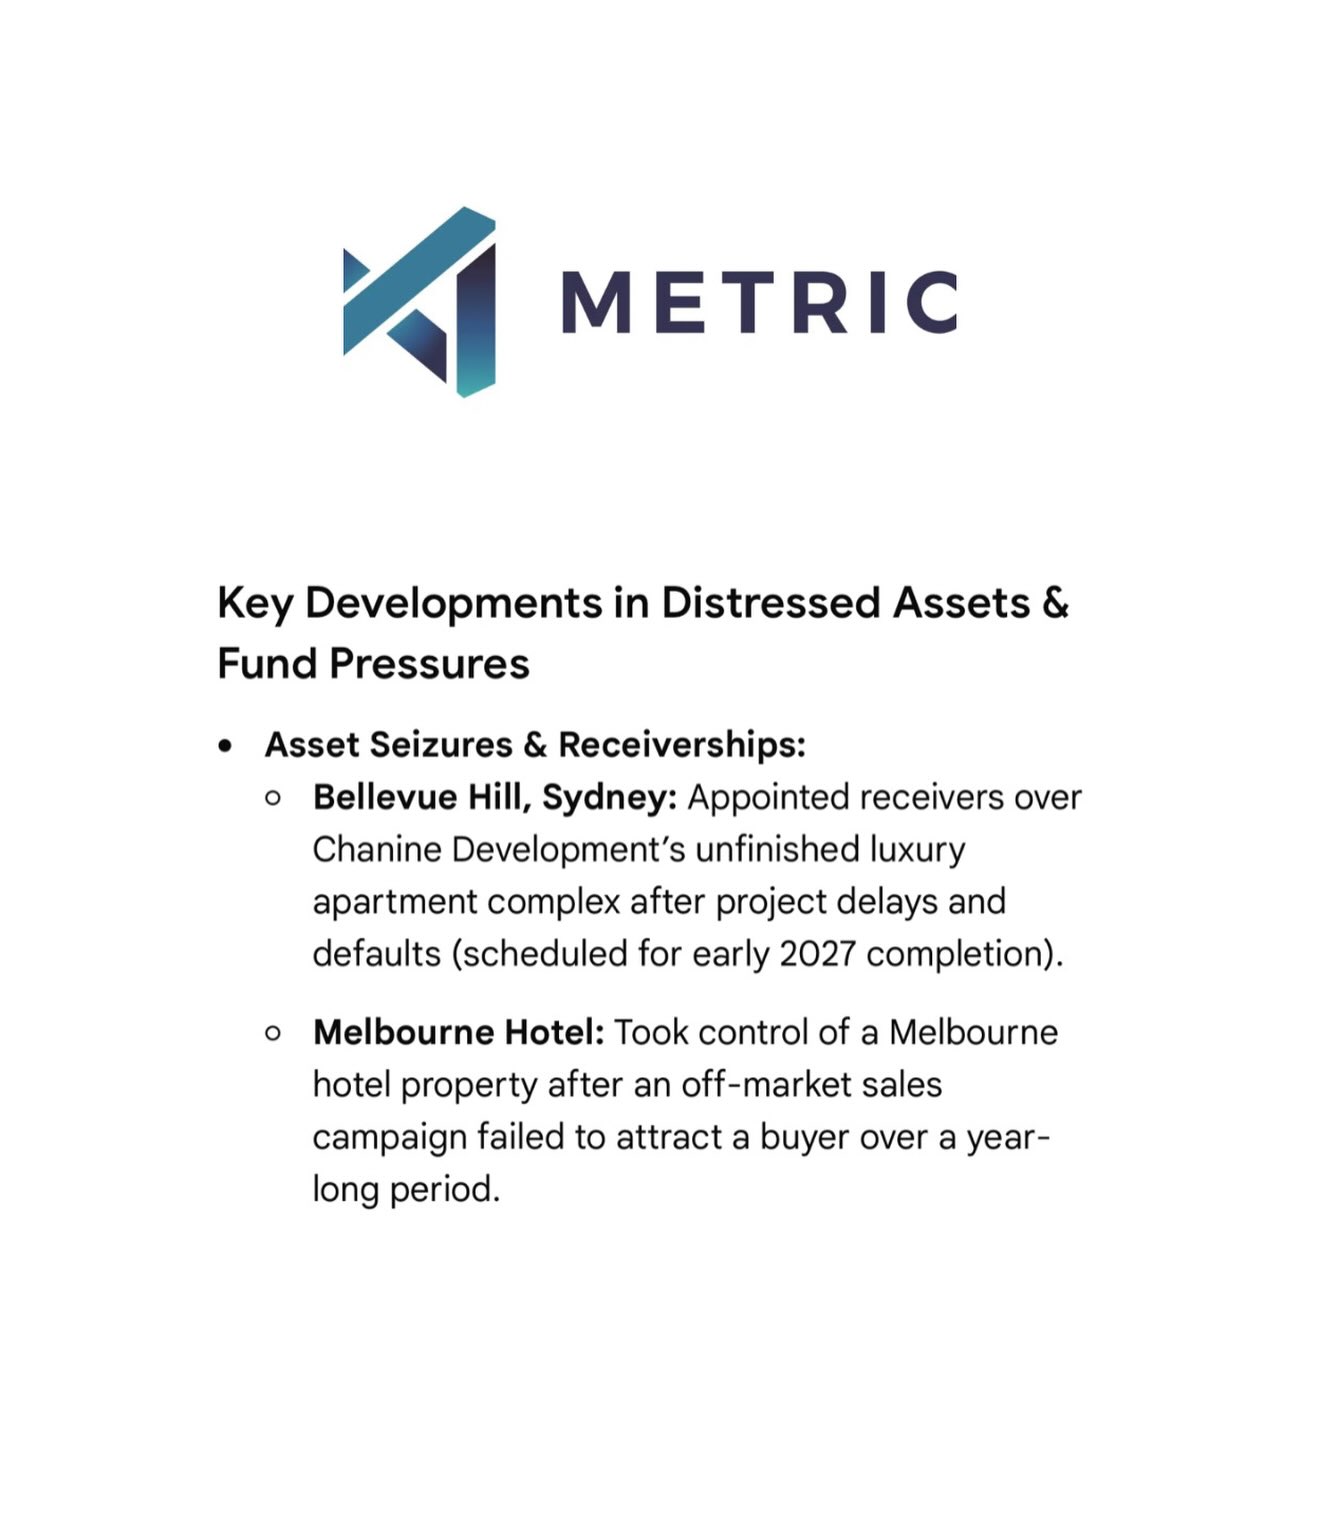 METRIC
Key Developments in Distressed Assets &
Fund Pressures
• Asset Seizures & Receiverships:
○ Bellevue Hill, Sydney: Appointed receivers over
Chanine Development’s unfinished luxury
apartment complex after project delays and
defaults (scheduled for early 2027 completion).
○ Melbourne Hotel: Took control of a Melbourne
hotel property after an off-market sales
campaign failed to attract a buyer over a year-
long period.